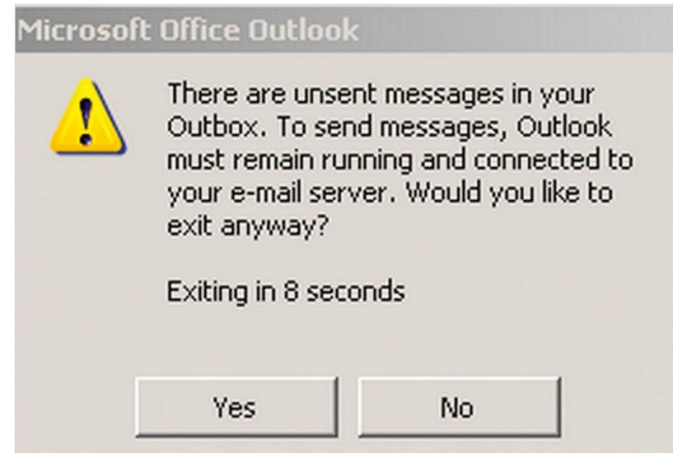 Microsoft Office Outlook
There are unsent messages in your
Outbox. To send messages, Outlook
must remain running and connected to
your e-mail server. Would you like to
exit anyway?
Exiting in 8 seconds
Yes
No